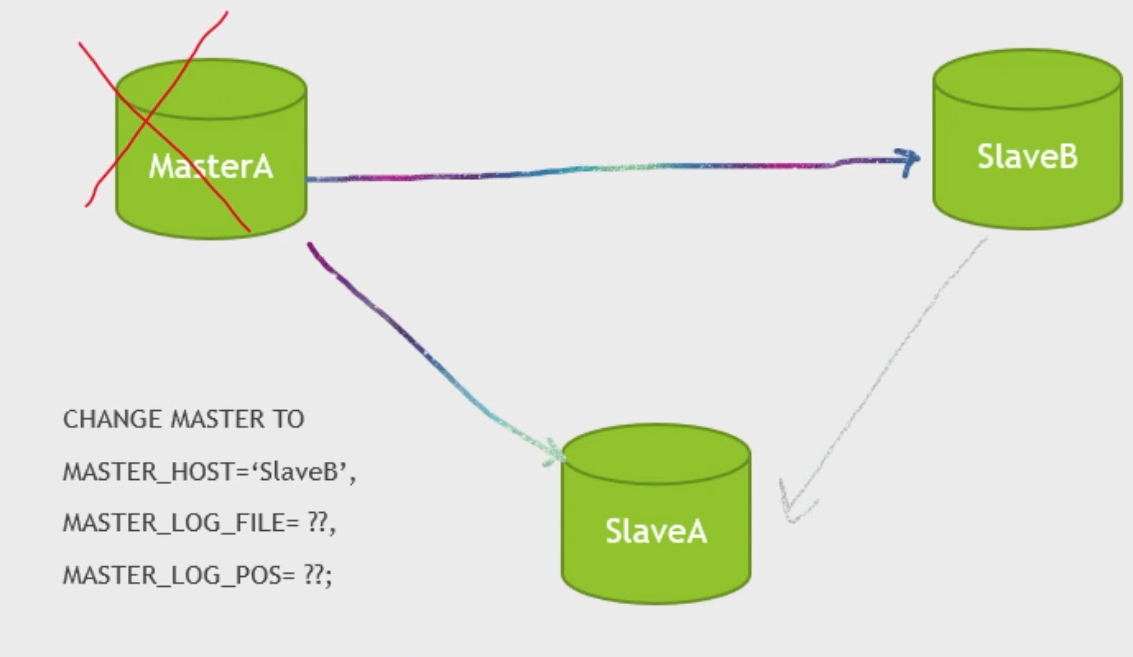 MasterA
SlaveB
SlaveA
CHANGE MASTER TO
MASTER_HOST=‘SlaveB’,
MASTER_LOG_FILE= ??,
MASTER_LOG_POS= ??;